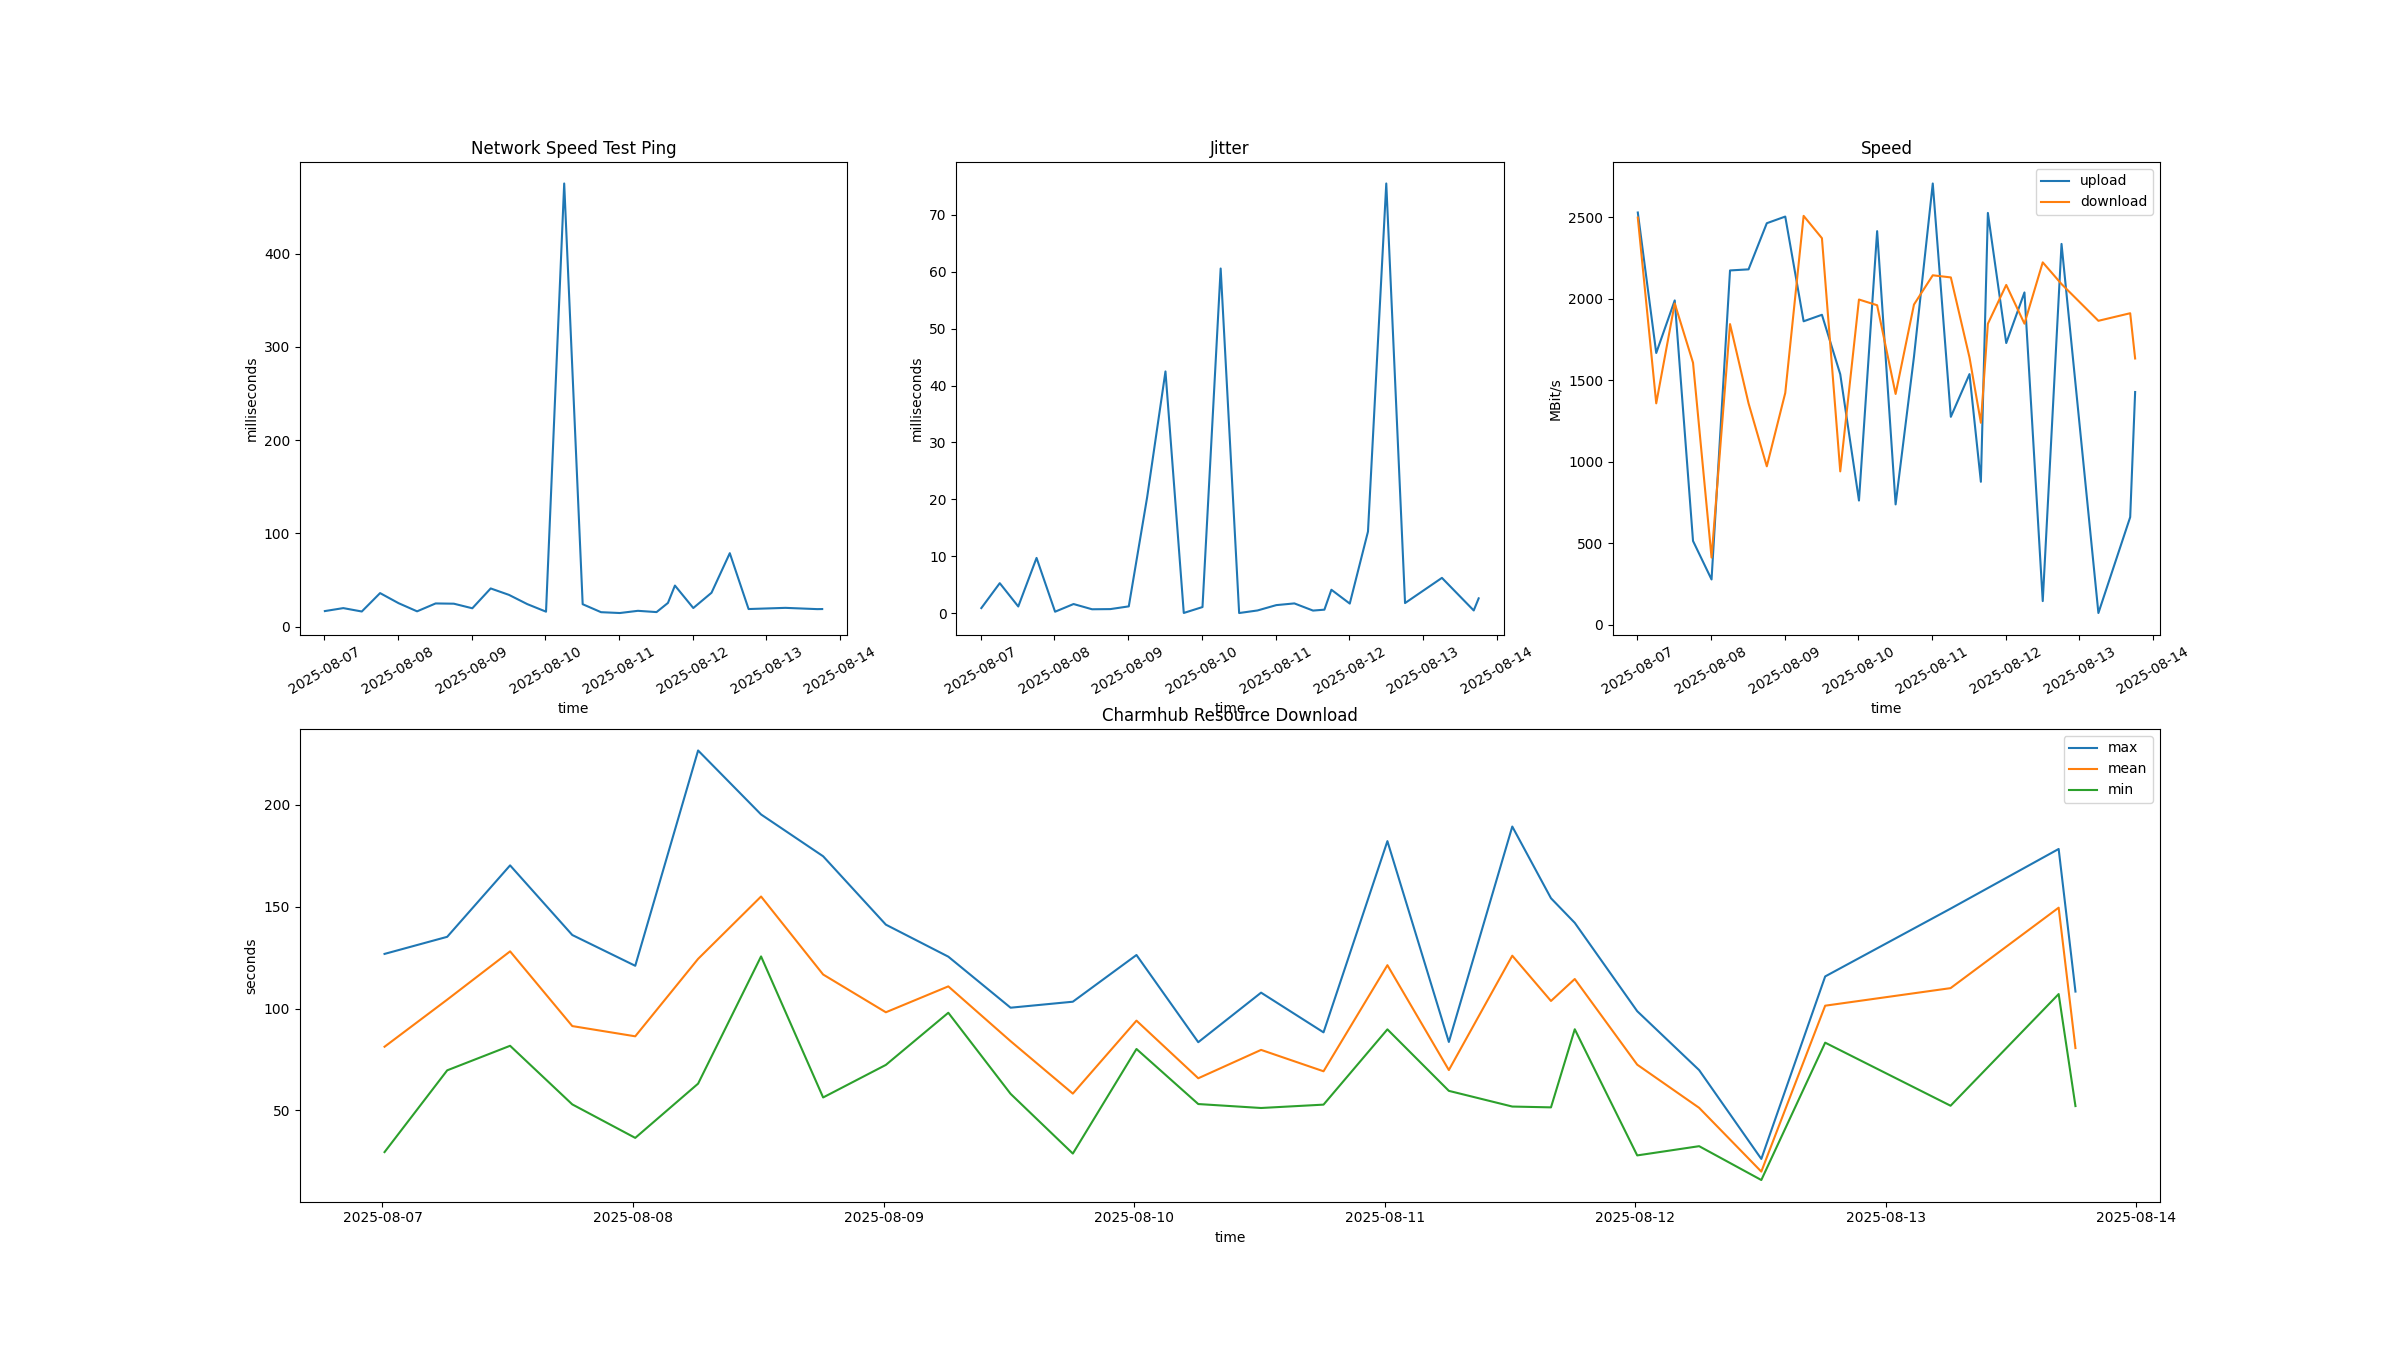 Network Speed Test Ping
milliseconds
400
300
200
100
0
2025-08-07 2025-08-08 2025-08-09 2025-08-10 2025-08-11 2025-08-12 2025-08-13 2025-08-14
time
Jitter
milliseconds
70
60
50
40
30
20
10
0
2025-08-07 2025-08-08 2025-08-09 2025-08-10 2025-08-11 2025-08-12 2025-08-13 2025-08-14
time
Speed
upload
download
MBit/s
2500
2000
1500
1000
500
0
2025-08-07 2025-08-08 2025-08-09 2025-08-10 2025-08-11 2025-08-12 2025-08-13 2025-08-14
time
Charmhub Resource Download
max
mean
min
seconds
200
150
100
50
2025-08-07 2025-08-08 2025-08-09 2025-08-10 2025-08-11 2025-08-12 2025-08-13 2025-08-14
time